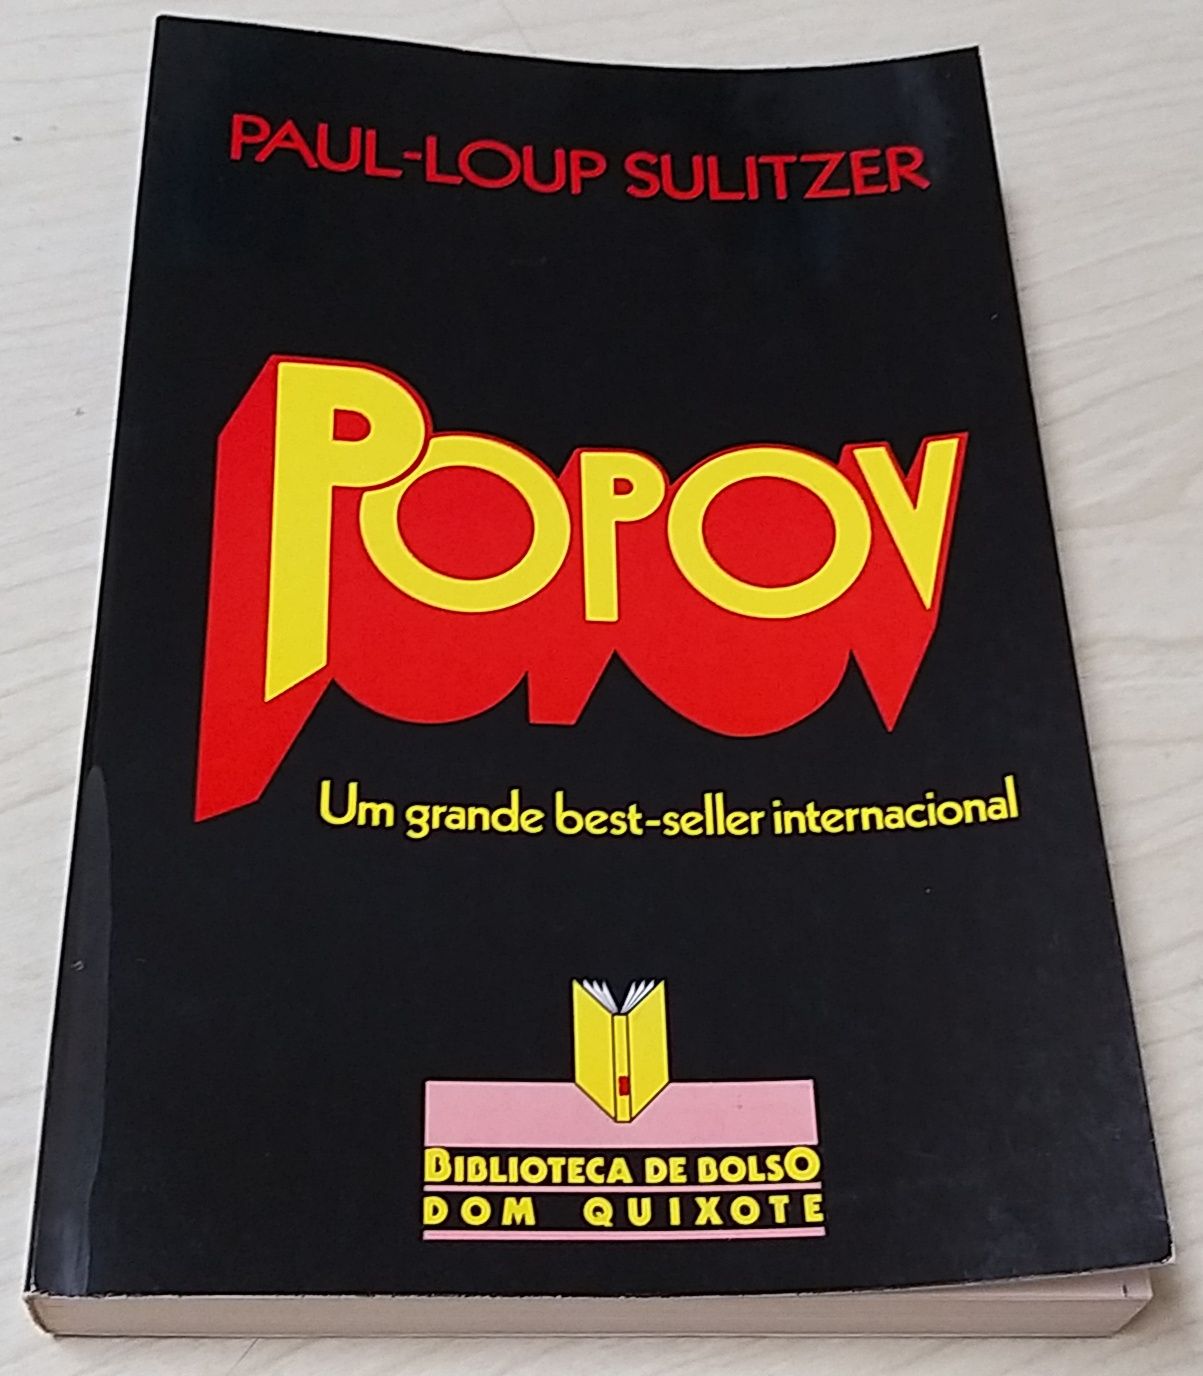 PAUL-LOUP SULITZER
POPOV
Um grande best-seller internacional
BIBLIOTECA DE BOLSO
DOM QUIXOTE